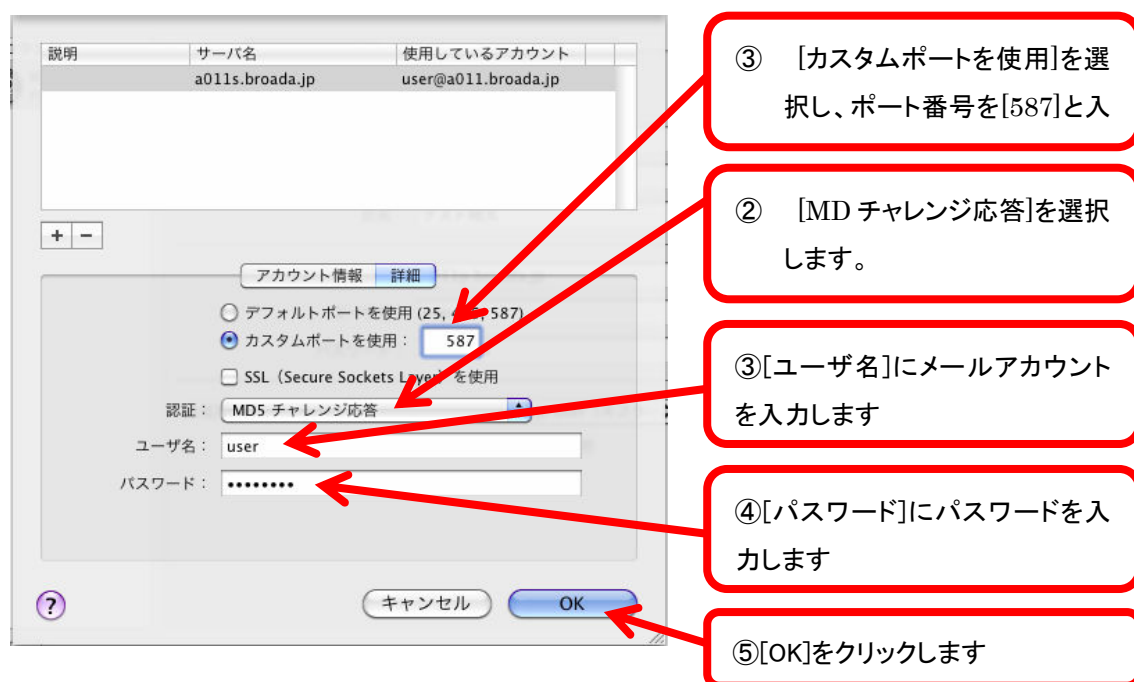 説明 サーバ名 使用しているアカウント
a011s.broada.jp user@a011.broada.jp
+ −
アカウント情報 詳細
デフォルトポートを使用 (25, 587)
カスタムポートを使用： 587
SSL（Secure Sockets Layer）を使用
認証： MD5 チャレンジ応答
ユーザ名： user
パスワード： ••••••••
? キャンセル OK
③ [カスタムポートを使用]を選
択し、ポート番号を[587]と入
② [MD チャレンジ応答]を選択
します。
③[ユーザ名]にメールアカウント
を入力します
④[パスワード]にパスワードを入
力します
⑤[OK]をクリックします